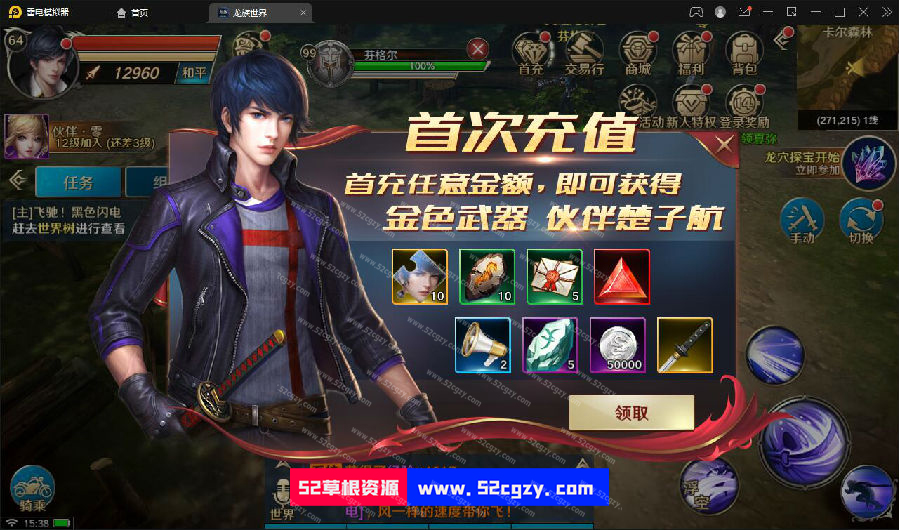 雷电模拟器
首页
龙族世界
64
12960
和平
99
芬格尔
100%
首充
交易行
商城
福利
背包
卡尔森林
活动
新人特权
登录奖励
(271,215) 1线
伙伴·零
12级加入 (还差3级)
任务
组
[主]飞驰！黑色闪电
赶去世界树进行查看
首次充值
首充任意金额，即可获得
金色武器 伙伴楚子航
龙穴探宝开始
立即参加
手动
切换
10
10
5
2
5
50000
领取
骑乘
浮空
世界
52草根资源 www.52cgzy.com
风一样的速度带你飞！
15:38
www.52cgzy.com